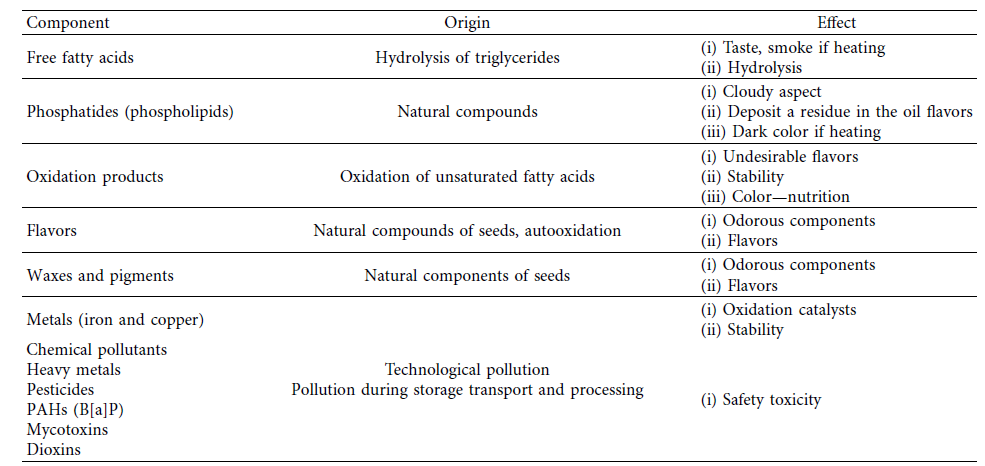 Component Origin Effect
Free fatty acids Hydrolysis of triglycerides (i) Taste, smoke if heating
(ii) Hydrolysis
Phosphatides (phospholipids) Natural compounds (i) Cloudy aspect
(ii) Deposit a residue in the oil flavors
(iii) Dark color if heating
Oxidation products Oxidation of unsaturated fatty acids (i) Undesirable flavors
(ii) Stability
(iii) Color—nutrition
Flavors Natural compounds of seeds, autooxidation (i) Odorous components
(ii) Flavors
Waxes and pigments Natural components of seeds (i) Odorous components
(ii) Flavors
Metals (iron and copper) (i) Oxidation catalysts
(ii) Stability
Chemical pollutants
Heavy metals Technological pollution
Pesticides Pollution during storage transport and processing
(i) Safety toxicity
PAHs (B[a]P)
Mycotoxins
Dioxins